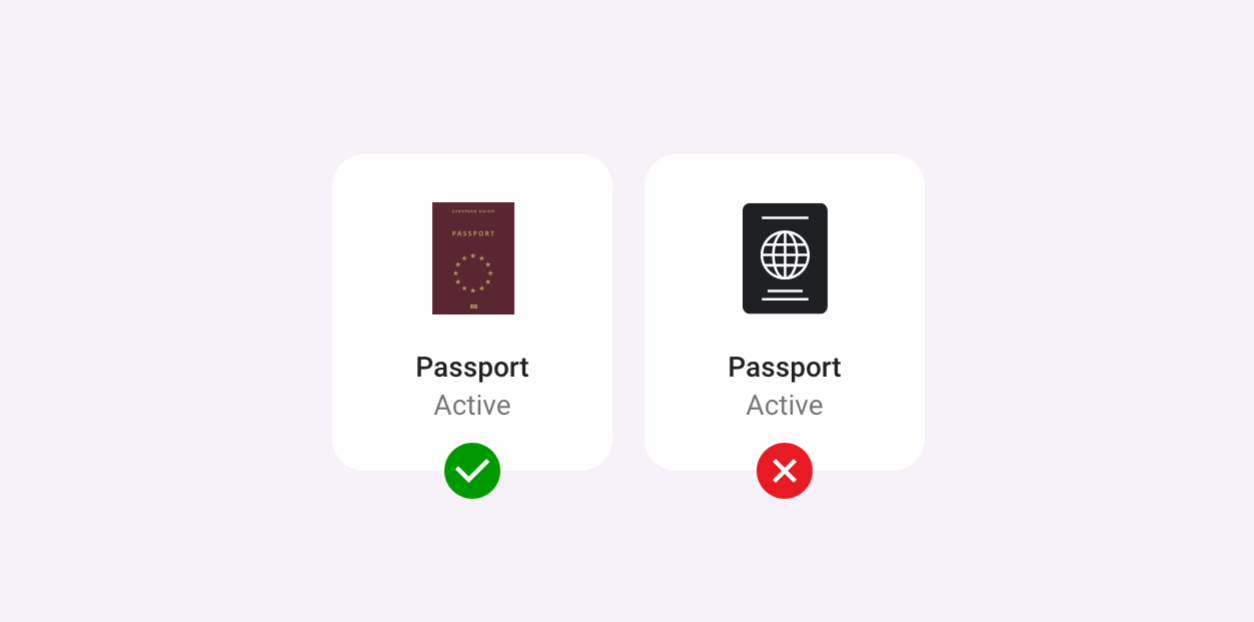 EUROPEAN UNION
PASSPORT
Passport
Active
Passport
Active